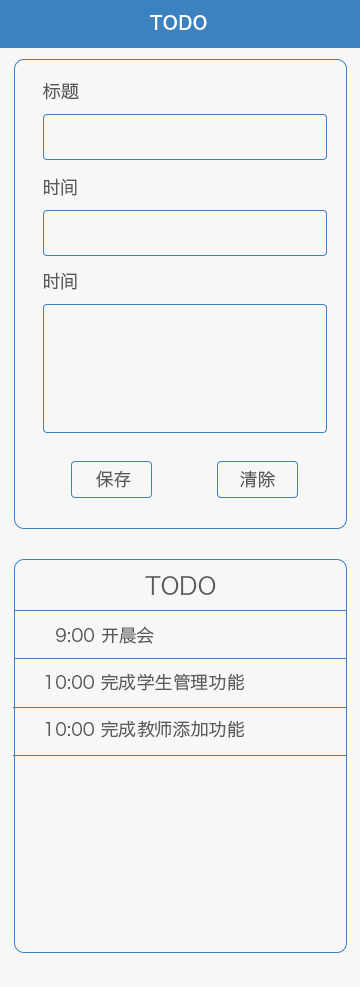 TODO
标题
时间
时间
保存 清除
TODO
9:00 开晨会
10:00 完成学生管理功能
10:00 完成教师添加功能